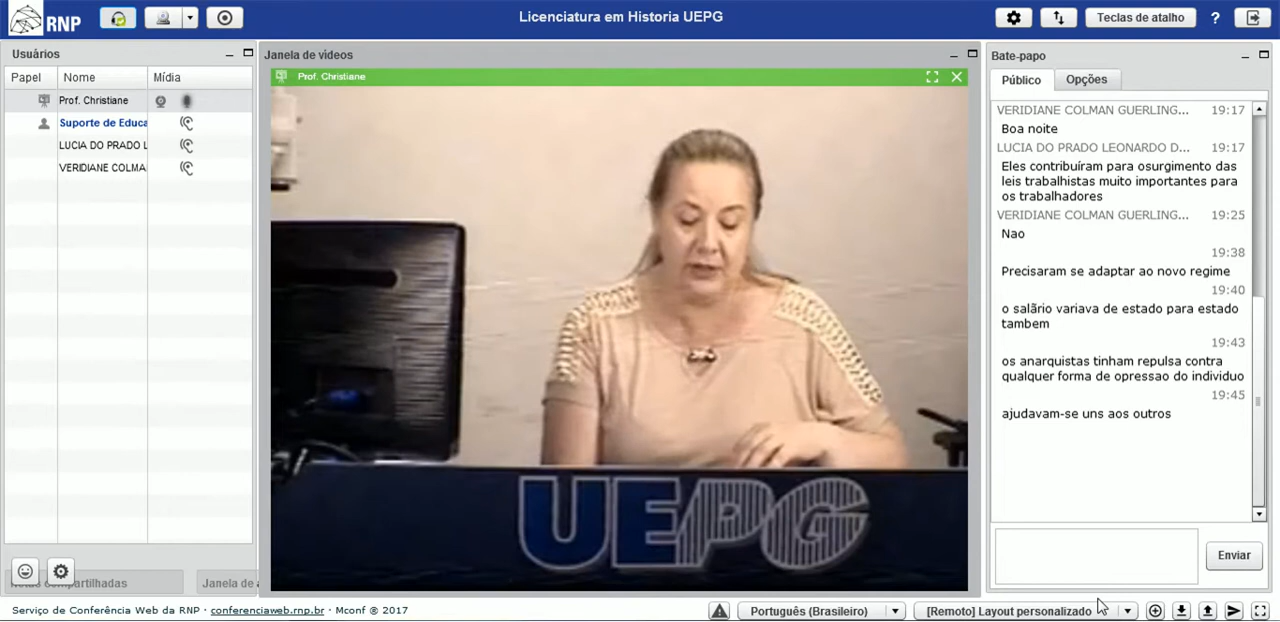 RNP
Licenciatura em Historia UEPG
Teclas de atalho
?
Usuários
Papel Nome Mídia
Prof. Christiane
Suporte de Educa
LUCIA DO PRADO L
VERIDIANE COLMA
Janela de videos
Prof. Christiane
UEPG
Bate-papo
Público Opções
VERIDIANE COLMAN GUERLING... 19:17
Boa noite
LUCIA DO PRADO LEONARDO D... 19:17
Eles contribuíram para osurgimento das
leis trabalhistas muito importantes para
os trabalhadores
VERIDIANE COLMAN GUERLING... 19:25
Nao
19:38
Precisaram se adaptar ao novo regime
19:40
o salãrio variava de estado para estado
tambem
19:43
os anarquistas tinham repulsa contra
qualquer forma de opressao do individuo
19:45
ajudavam-se uns aos outros
Enviar
compartilhadas
Janela de
Serviço de Conferência Web da RNP · conferenciaweb.rnp.br · Mconf ® 2017
Português (Brasileiro)
[Remoto] Layout personalizado